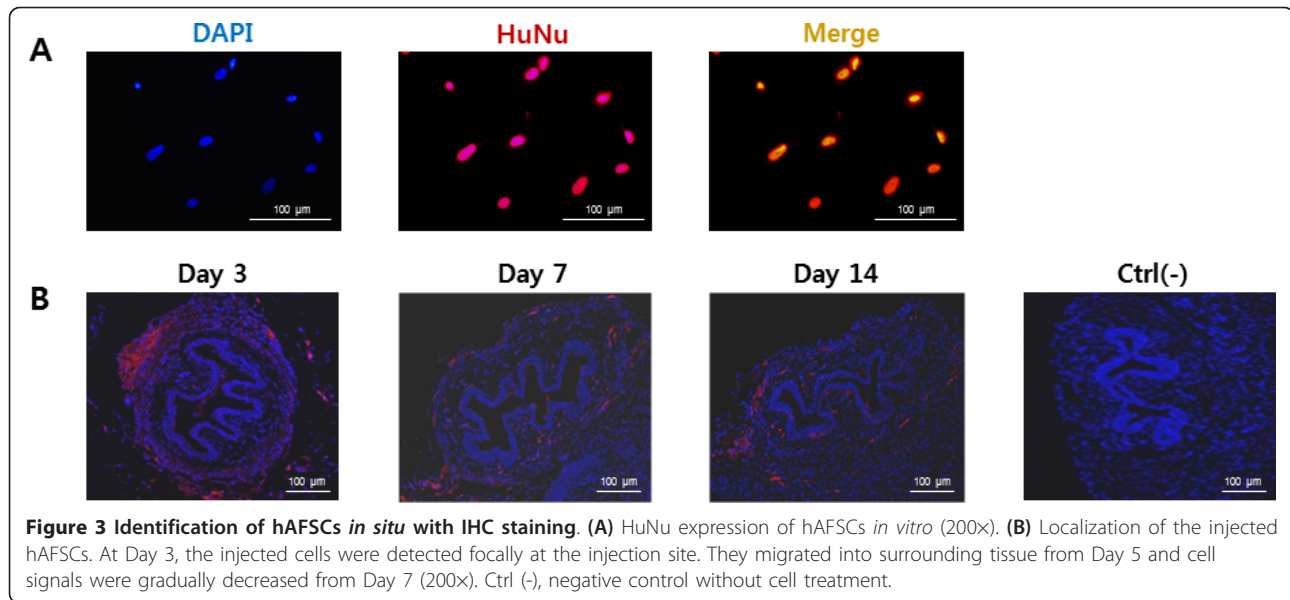 A
DAPI HuNu Merge
100 µm 100 µm 100 µm
Day 3 Day 7 Day 14 Ctrl(-)
B
100 µm 100 µm 100 µm 100 µm
Figure 3 Identification of hAFSCs in situ with IHC staining. (A) HuNu expression of hAFSCs in vitro (200×). (B) Localization of the injected
hAFSCs. At Day 3, the injected cells were detected focally at the injection site. They migrated into surrounding tissue from Day 5 and cell
signals were gradually decreased from Day 7 (200×). Ctrl (-), negative control without cell treatment.